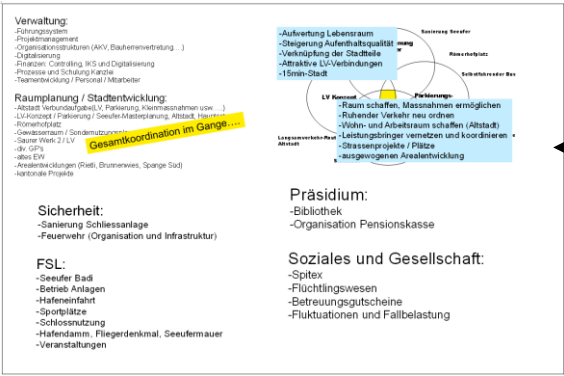 Verwaltung:
-Führungssystem
-Projektmanagement
-Organisationsstrukturen (AKV, Bauherrenvertretung....)
-Digitalisierung
-Finanzen: Controlling, IKS und Digitalisierung
-Prozesse und Schulung Kanzlei
-Teamentwicklung / Personal / Mitarbeiter
Raumplanung / Stadtentwicklung:
-Altstadt Verbundaufgabe(LV, Parkierung, Kleinmassnahmen usw.....)
-LV-Konzept / Parkierung / Seeufer-Masterplanung, Altstadt,
-Römerhofplatz
-Gewässerraum /
-Saurer Werk 2 / LV
-div. GP's
-altes EW
-Arealentwicklungen (Rietli, Brunnenwies, Spange Süd)
-kantonale Projekte
Gesamtkoordination im Gange....
Sicherheit:
-Sanierung Schliessanlage
-Feuerwehr (Organisation und Infrastruktur)
FSL:
-Seeufer Badi
-Betrieb Anlagen
-Hafeneinfahrt
-Sportplätze
-Schlossnutzung
-Hafendamm, Fliegerdenkmal, Seeufermauer
-Veranstaltungen
-Aufwertung Lebensraum
-Steigerung Aufenthaltsqualität
-Verknüpfung der Stadtteile
-Attraktive LV-Verbindungen
-15min-Stadt
Sanierung Seeufer
Römerhofplatz
Selbstfahrender Bus
LV Konzept
Parkierungs-
-Raum schaffen, Massnahmen ermöglichen
-Ruhender Verkehr neu ordnen
-Wohn- und Arbeitsraum schaffen (Altstadt)
-Leistungsbringer vernetzen und koordinieren
-Strassenprojekte / Plätze
-ausgewogenen Arealentwicklung
Altstadt
Präsidium:
-Bibliothek
-Organisation Pensionskasse
Soziales und Gesellschaft:
-Spitex
-Flüchtlingswesen
-Betreuungsgutscheine
-Fluktuationen und Fallbelastung